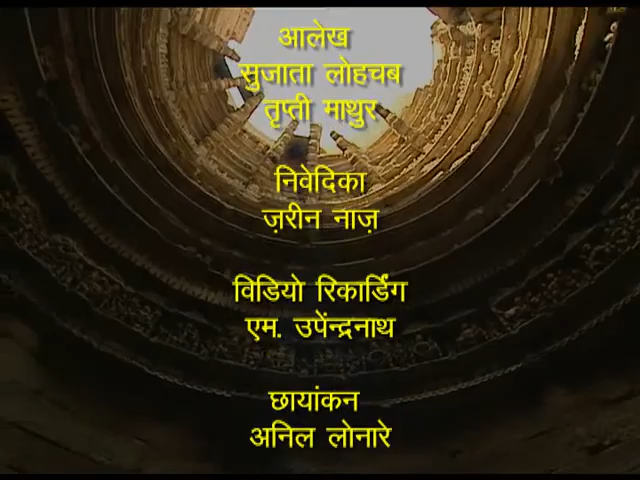 आलेख
सुजाता लोहचब
तृप्ती माथुर
निवेदिका
ज़रीन नाज़
विडियो रिकार्डिंग
एम. उपेंन्द्रनाथ
छायांकन
अनिल लोनारे